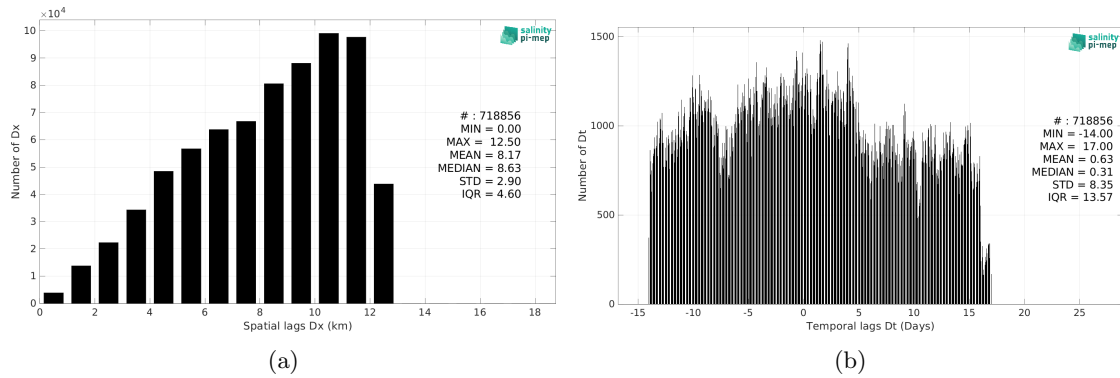 ×10⁴
10
9
8
7
6
5
4
3
2
1
0
Number of Dx
0 2 4 6 8 10 12 14 16 18
Spatial lags Dx (km)
salinity
pi-mep
# : 718856
MIN = 0.00
MAX = 12.50
MEAN = 8.17
MEDIAN = 8.63
STD = 2.90
IQR = 4.60
(a)
1500
1000
500
0
Number of Dt
-15 -10 -5 0 5 10 15 20 25
Temporal lags Dt (Days)
salinity
pi-mep
# : 718856
MIN = -14.00
MAX = 17.00
MEAN = 0.63
MEDIAN = 0.31
STD = 8.35
IQR = 13.57
(b)